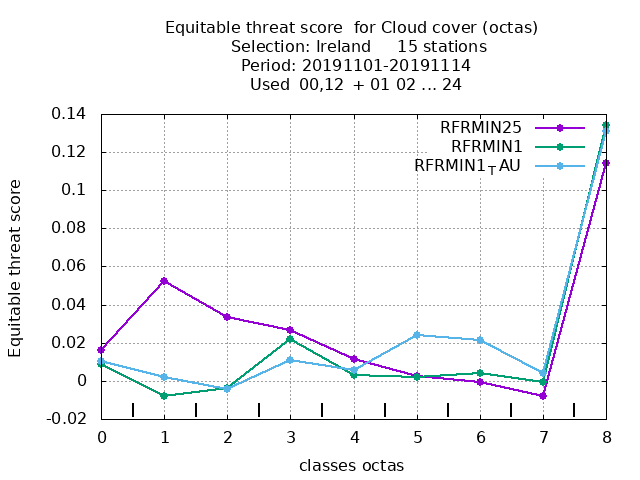 Equitable threat score  for Cloud cover (octas)
Selection: Ireland     15 stations
Period: 20191101-20191114
Used  00,12  + 01 02 ... 24
0.14
0.12
0.1
0.08
0.06
0.04
0.02
0
-0.02
Equitable threat score
RFRMIN25
RFRMIN1
RFRMIN1TAU
0 1 2 3 4 5 6 7 8
classes octas